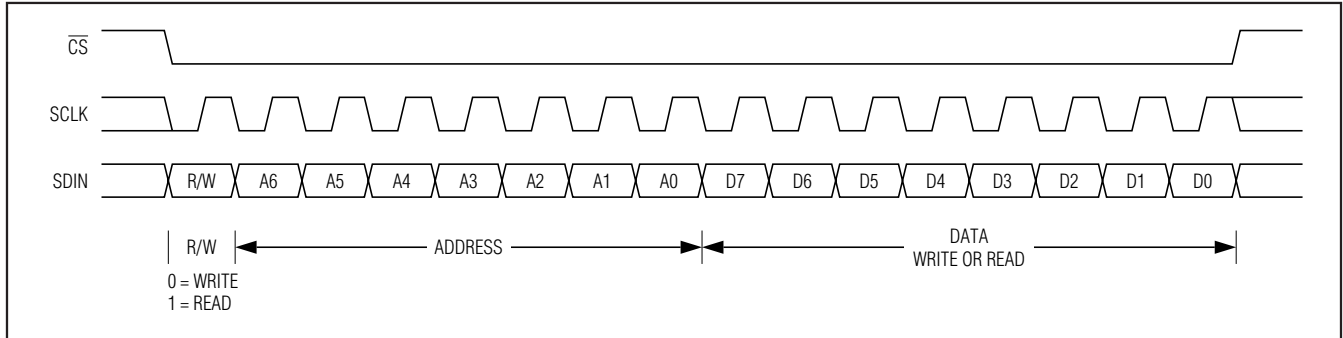 C̅S̅
SCLK
SDIN R/W A6 A5 A4 A3 A2 A1 A0 D7 D6 D5 D4 D3 D2 D1 D0
R/W ADDRESS DATA
WRITE OR READ
0 = WRITE
1 = READ